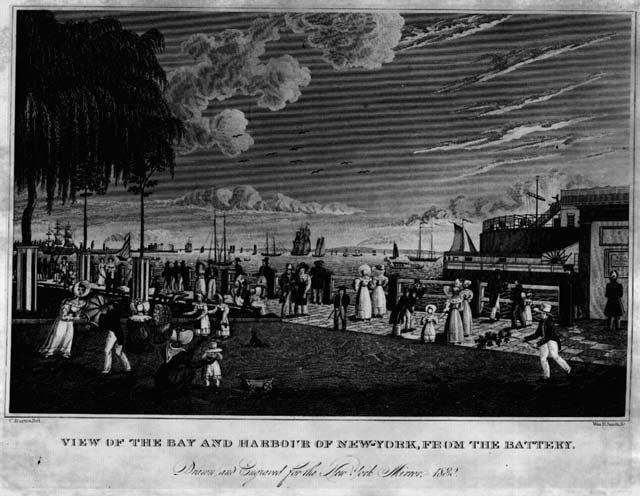 VIEW OF THE BAY AND HARBOUR OF NEW-YORK, FROM THE BATTERY.
Drawn and Engraved for the New-York Mirror, 1832.